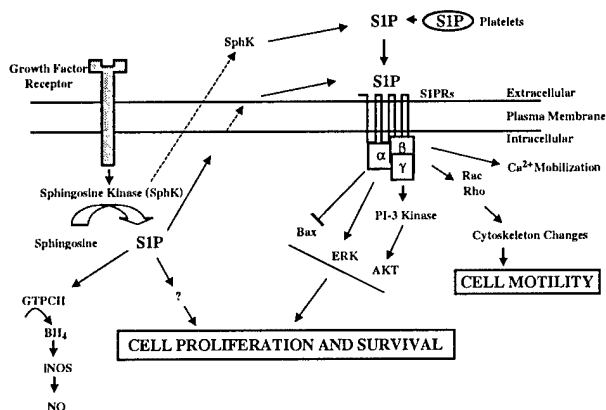 S1P
S1P
Platelets
SphK
Growth Factor
Receptor
S1P
S1PRs
Extracellular
Plasma Membrane
Intracellular
α
β
γ
Ca2+ Mobilization
Rac
Rho
Sphingosine Kinase (SphK)
Bax
PI-3 Kinase
Sphingosine
S1P
Cytoskeleton Changes
ERK
AKT
CELL MOTILITY
GTPCH
?
BH4
iNOS
CELL PROLIFERATION AND SURVIVAL
NO